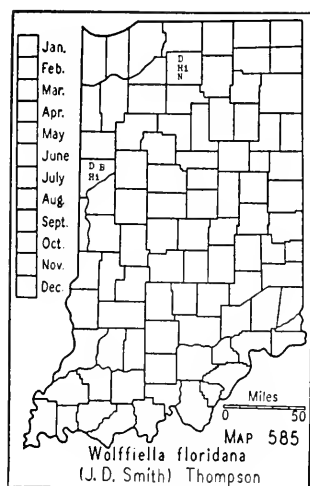 Jan.
Feb.
Mar.
Apr.
May
June
July
Aug.
Sept.
Oct.
Nov.
Dec.
D
H1
N
D B
H1
Miles
0 50
MAP 585
Wolffiella floridana
(J. D. Smith) Thompson